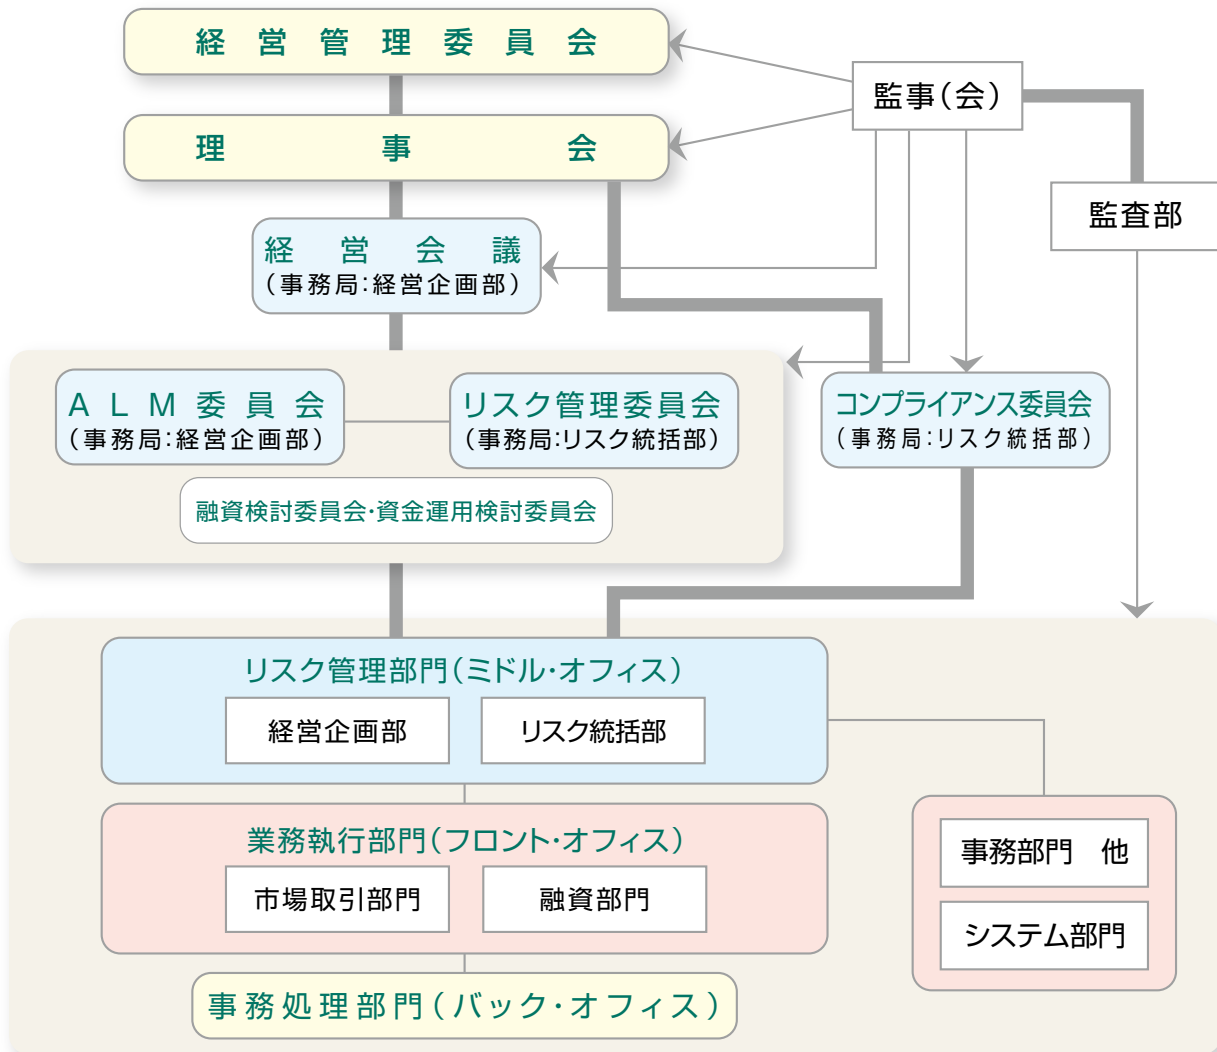 経営管理委員会
監事（会）
理事会
監査部
経営会議
（事務局：経営企画部）
ALM委員会
（事務局：経営企画部）
リスク管理委員会
（事務局：リスク統括部）
コンプライアンス委員会
（事務局：リスク統括部）
融資検討委員会・資金運用検討委員会
リスク管理部門（ミドル・オフィス）
経営企画部
リスク統括部
業務執行部門（フロント・オフィス）
市場取引部門
融資部門
事務部門　他
システム部門
事務処理部門（バック・オフィス）